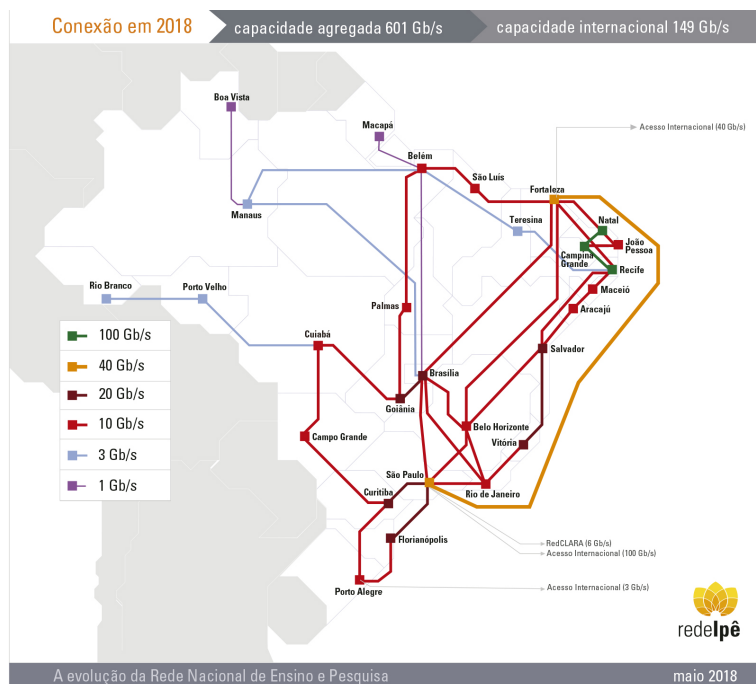 Conexão em 2018
capacidade agregada 601 Gb/s
capacidade internacional 149 Gb/s
Boa Vista
Macapá
Acesso Internacional (40 Gb/s)
Belém
São Luís
Fortaleza
Manaus
Teresina
Natal
João
Pessoa
Campina
Grande
Recife
Rio Branco
Porto Velho
Maceió
Palmas
Aracajú
Cuiabá
100 Gb/s
40 Gb/s
20 Gb/s
10 Gb/s
3 Gb/s
1 Gb/s
Salvador
Brasília
Goiânia
Belo Horizonte
Campo Grande
Vitória
São Paulo
Curitiba
Rio de Janeiro
Florianópolis
RedCLARA (6 Gb/s)
Acesso Internacional (100 Gb/s)
Porto Alegre
Acesso Internacional (3 Gb/s)
redeIpê
A evolução da Rede Nacional de Ensino e Pesquisa
maio 2018